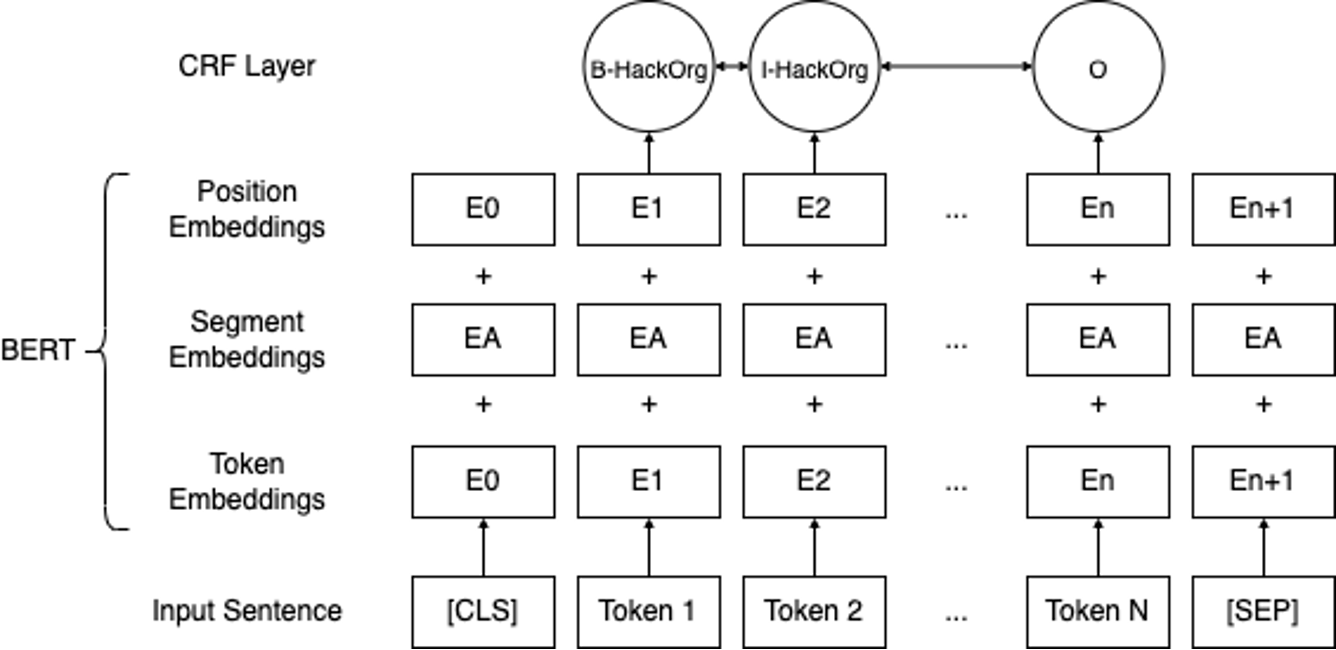 CRF Layer
B-HackOrg I-HackOrg O
Position
Embeddings
E0 E1 E2 ... En En+1
+ + + + +
BERT
Segment
Embeddings
EA EA EA ... EA EA
+ + + + +
Token
Embeddings
E0 E1 E2 ... En En+1
Input Sentence [CLS] Token 1 Token 2 ... Token N [SEP]